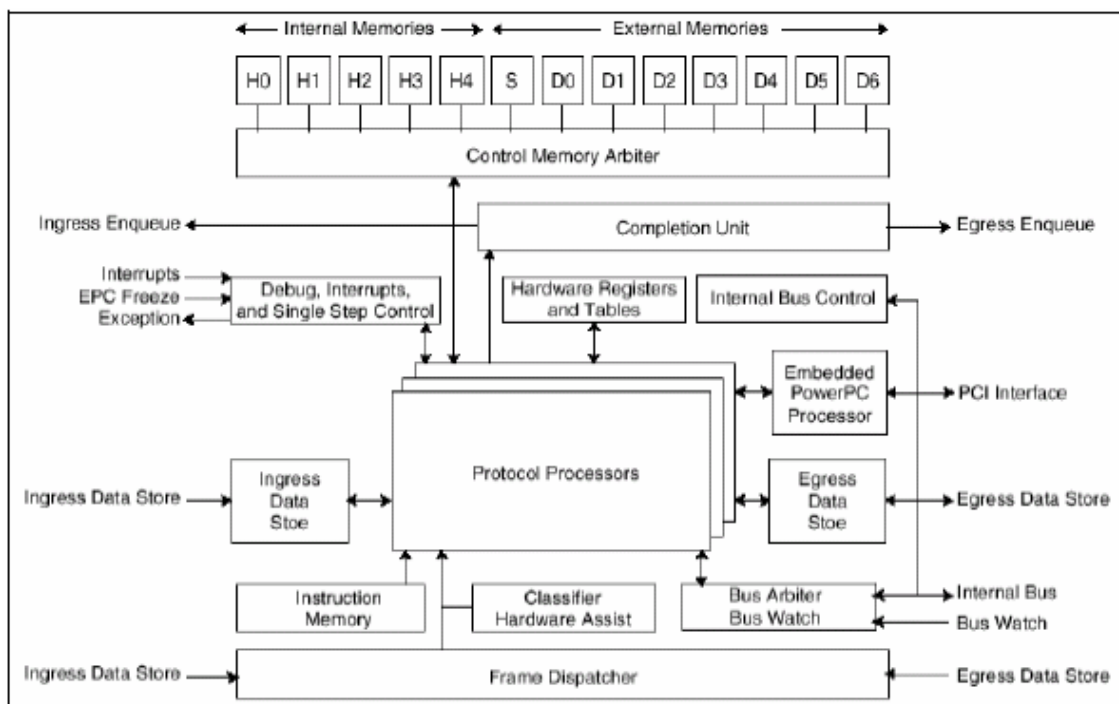 Internal Memories External Memories
H0 H1 H2 H3 H4 S D0 D1 D2 D3 D4 D5 D6
Control Memory Arbiter
Ingress Enqueue
Completion Unit
Egress Enqueue
Interrupts
EPC Freeze
Exception
Debug, Interrupts,
and Single Step Control
Hardware Registers
and Tables
Internal Bus Control
Embedded
PowerPC
Processor
PCI Interface
Protocol Processors
Ingress Data Store
Ingress
Data
Stoe
Egress
Data
Stoe
Egress Data Store
Instruction
Memory
Classifier
Hardware Assist
Bus Arbiter
Bus Watch
Internal Bus
Bus Watch
Ingress Data Store
Frame Dispatcher
Egress Data Store